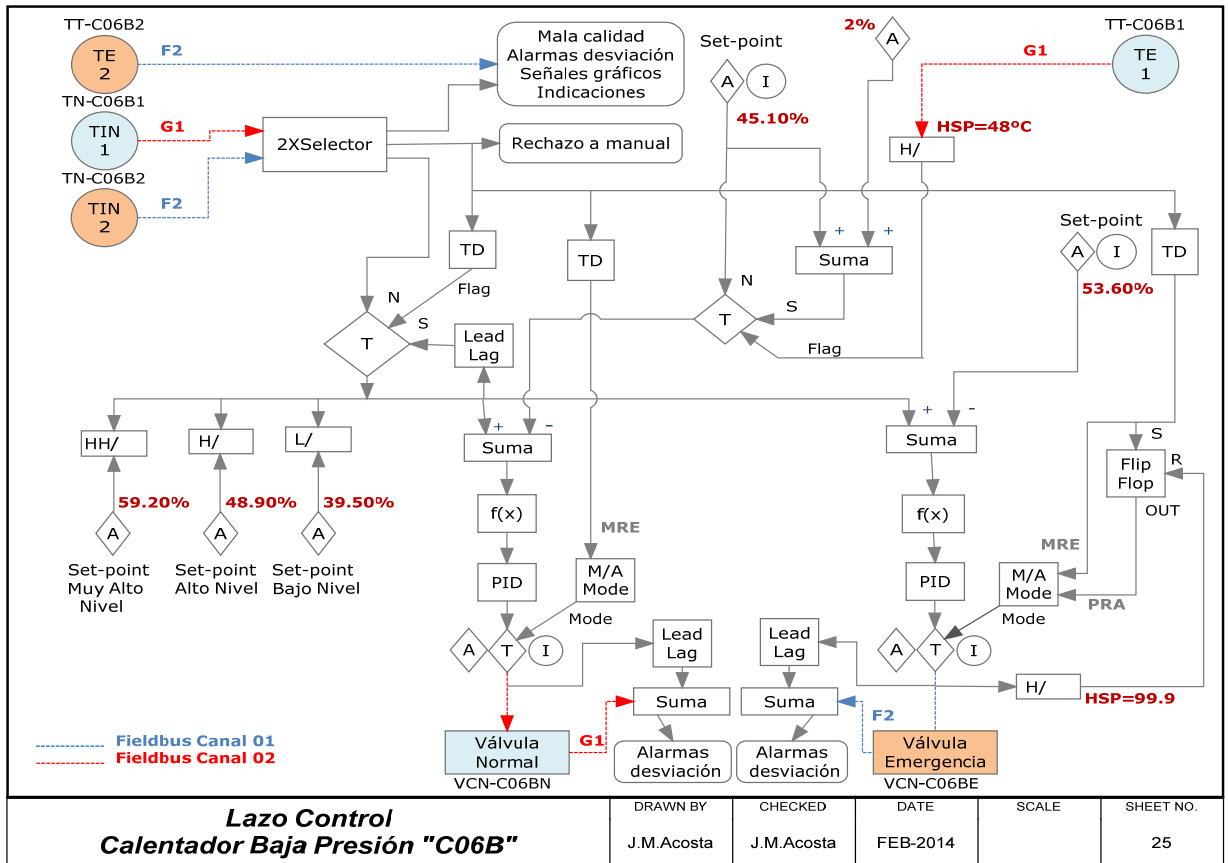 TT-C06B2
TE
2
F2
TN-C06B1
TIN
1
G1
TN-C06B2
TIN
2
F2
2XSelector
Mala calidad
Alarmas desviación
Señales gráficos
Indicaciones
Rechazo a manual
Set-point
A
I
45.10%
2%
A
TT-C06B1
TE
1
G1
HSP=48ºC
H/
TD
TD
TD
Flag
N
S
T
Lead
Lag
+
+
Suma
N
S
T
Flag
Set-point
A
I
53.60%
HH/
H/
L/
59.20%
48.90%
39.50%
A
A
A
Set-point
Muy Alto
Nivel
Set-point
Alto Nivel
Set-point
Bajo Nivel
+
-
Suma
f(x)
PID
MRE
M/A
Mode
Mode
A
T
I
+
-
Suma
f(x)
PID
S
R
Flip
Flop
OUT
MRE
M/A
Mode
PRA
Mode
A
T
I
Lead
Lag
Suma
Alarmas
desviación
Lead
Lag
Suma
Alarmas
desviación
H/
HSP=99.9
G1
F2
Válvula
Normal
VCN-C06BN
Válvula
Emergencia
VCN-C06BE
Fieldbus Canal 01
Fieldbus Canal 02
Lazo Control
Calentador Baja Presión "C06B"
DRAWN BY
J.M.Acosta
CHECKED
J.M.Acosta
DATE
FEB-2014
SCALE
SHEET NO.
25